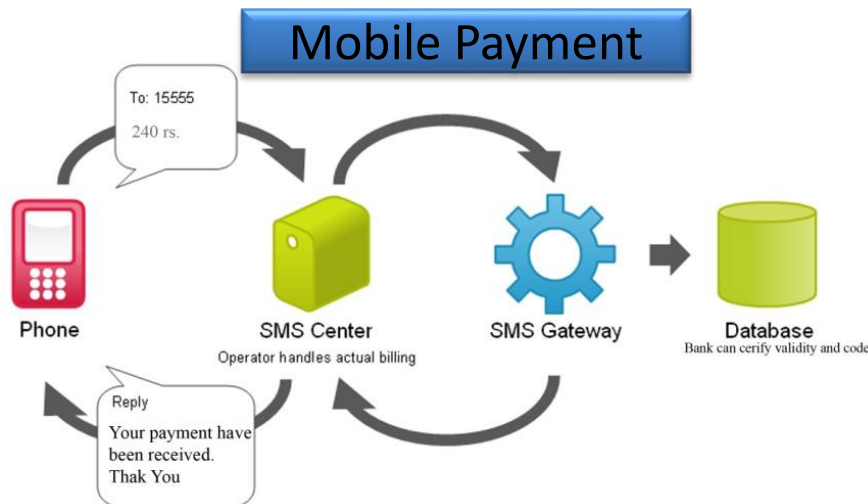 Mobile Payment
To: 15555
240 rs.
Phone
SMS Center
Operator handles actual billing
SMS Gateway
Database
Bank can cerify validity and code
Reply
Your payment have
been received.
Thak You